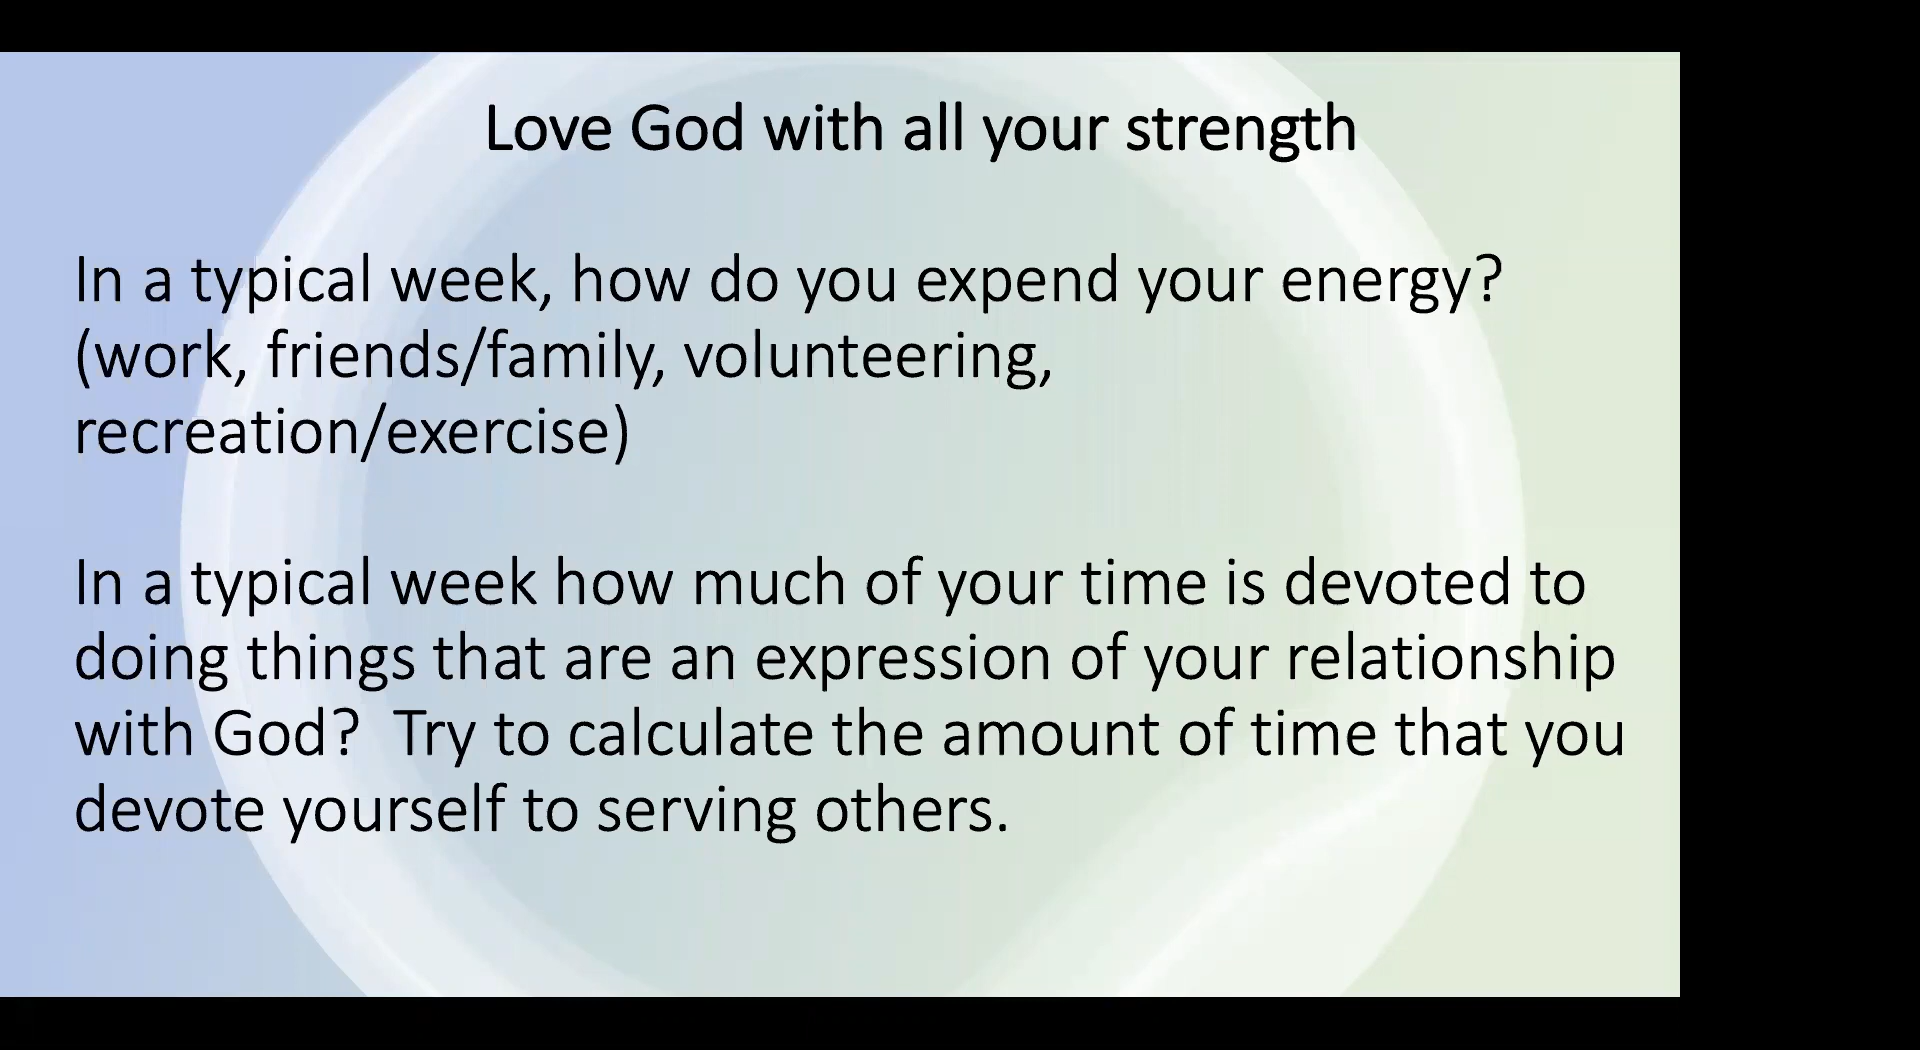 Love God with all your strength
In a typical week, how do you expend your energy?
(work, friends/family, volunteering,
recreation/exercise)
In a typical week how much of your time is devoted to
doing things that are an expression of your relationship
with God?  Try to calculate the amount of time that you
devote yourself to serving others.